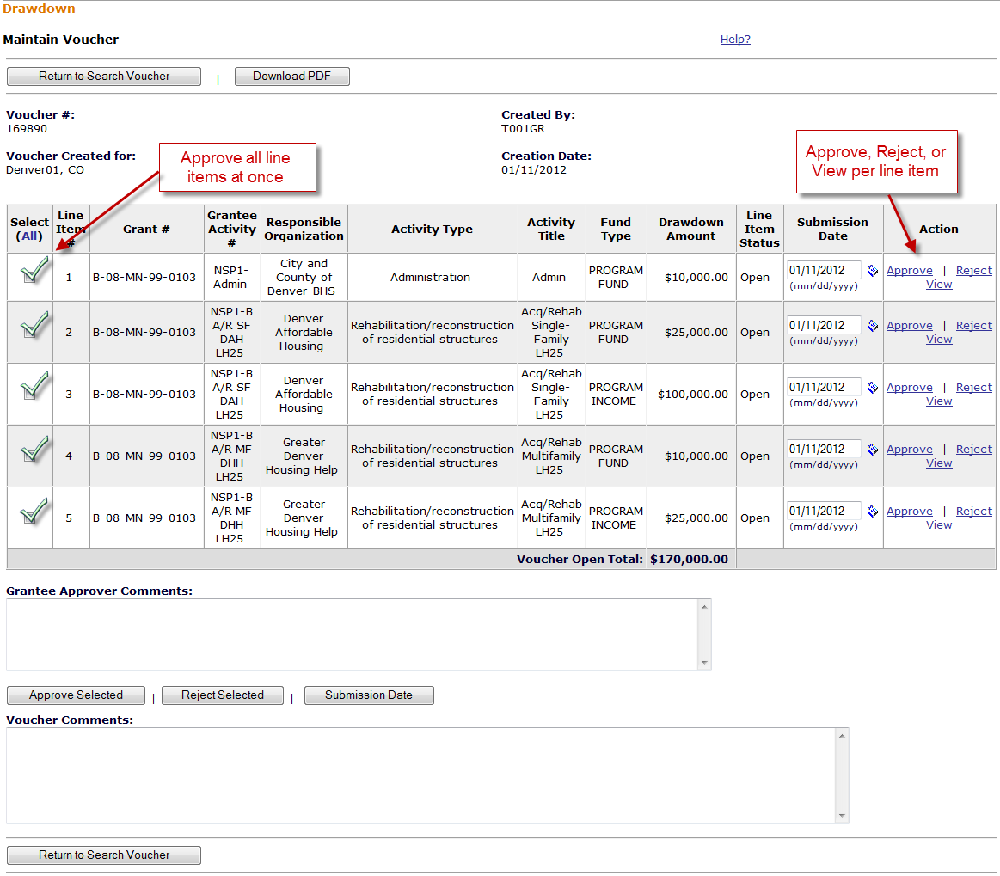 Drawdown
Maintain Voucher
Help?
Return to Search Voucher | Download PDF
Voucher #:
169890
Created By:
T001GR
Voucher Created for:
Denver01, CO
Creation Date:
01/11/2012
Approve all line
items at once
Approve, Reject, or
View per line item
Select (All) Line Item # Grant # Grantee Activity # Responsible Organization Activity Type Activity Title Fund Type Drawdown Amount Line Item Status Submission Date Action
1 B-08-MN-99-0103 NSP1-Admin City and County of Denver-BHS Administration Admin PROGRAM FUND $10,000.00 Open 01/11/2012 (mm/dd/yyyy) Approve | Reject View
2 B-08-MN-99-0103 NSP1-B A/R SF DAH LH25 Denver Affordable Housing Rehabilitation/reconstruction of residential structures Acq/Rehab Single-Family LH25 PROGRAM FUND $25,000.00 Open 01/11/2012 (mm/dd/yyyy) Approve | Reject View
3 B-08-MN-99-0103 NSP1-B A/R SF DAH LH25 Denver Affordable Housing Rehabilitation/reconstruction of residential structures Acq/Rehab Single-Family LH25 PROGRAM INCOME $100,000.00 Open 01/11/2012 (mm/dd/yyyy) Approve | Reject View
4 B-08-MN-99-0103 NSP1-B A/R MF DHH LH25 Greater Denver Housing Help Rehabilitation/reconstruction of residential structures Acq/Rehab Multifamily LH25 PROGRAM FUND $10,000.00 Open 01/11/2012 (mm/dd/yyyy) Approve | Reject View
5 B-08-MN-99-0103 NSP1-B A/R MF DHH LH25 Greater Denver Housing Help Rehabilitation/reconstruction of residential structures Acq/Rehab Multifamily LH25 PROGRAM INCOME $25,000.00 Open 01/11/2012 (mm/dd/yyyy) Approve | Reject View
Voucher Open Total: $170,000.00
Grantee Approver Comments:
Approve Selected | Reject Selected | Submission Date
Voucher Comments:
Return to Search Voucher